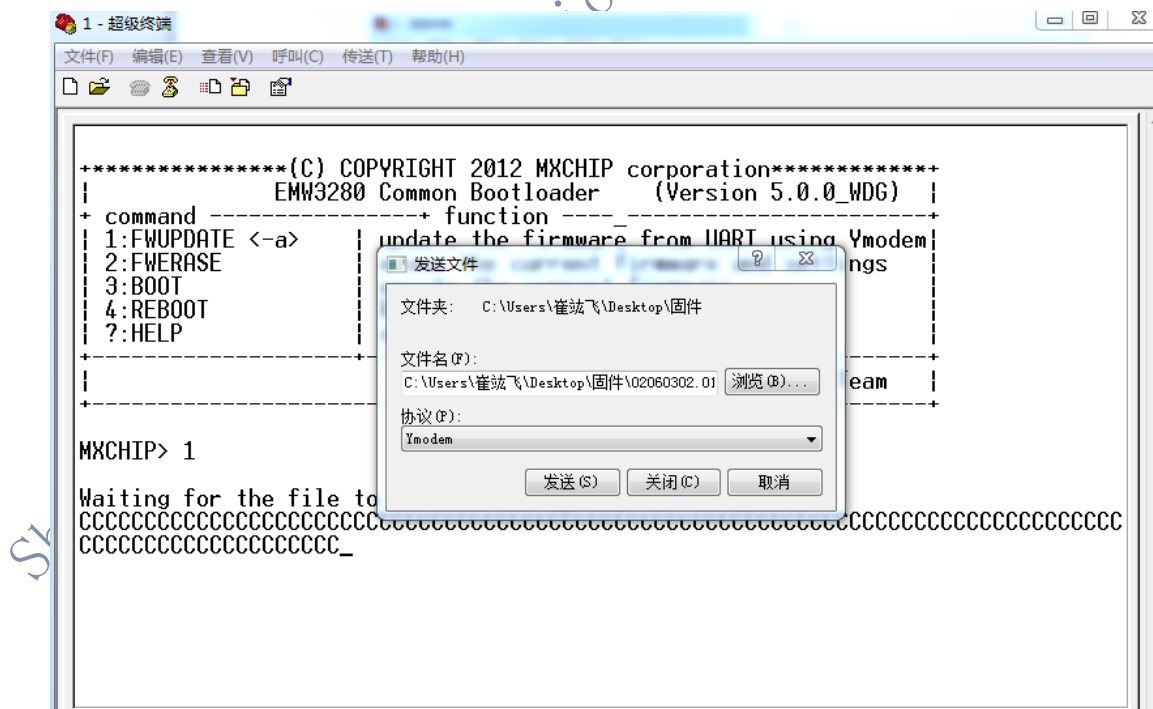 1 - 超级终端
文件(F) 编辑(E) 查看(V) 呼叫(C) 传送(T) 帮助(H)
+***************(C) COPYRIGHT 2012 MXCHIP corporation*************+
| EMW3280 Common Bootloader (Version 5.0.0_WDG) |
+ command ----------------+ function ---- _-----------------------+
| 1:FWUPDATE <-a> | update the firmware from UART using Ymodem|
| 2:FWERASE | ngs |
| 3:BOOT | |
| 4:REBOOT | |
| ?:HELP | |
| eam |
发送文件
文件夹: C:\Users\崔竑飞\Desktop\固件
文件名(F):
C:\Users\崔竑飞\Desktop\固件\02060302.01 浏览(B)...
协议(P):
Ymodem
发送(S) 关闭(C) 取消
MXCHIP> 1
Waiting for the file to
CCCCCCCCCCCCCCCCCCCCCCCCCCCCCCCCCCCCCCCCCCCCCCCCCCCCCCCCCCCCCCCCCCCCCCCCCCCCCCCC
CCCCCCCCCCCCCCCCCCCC_